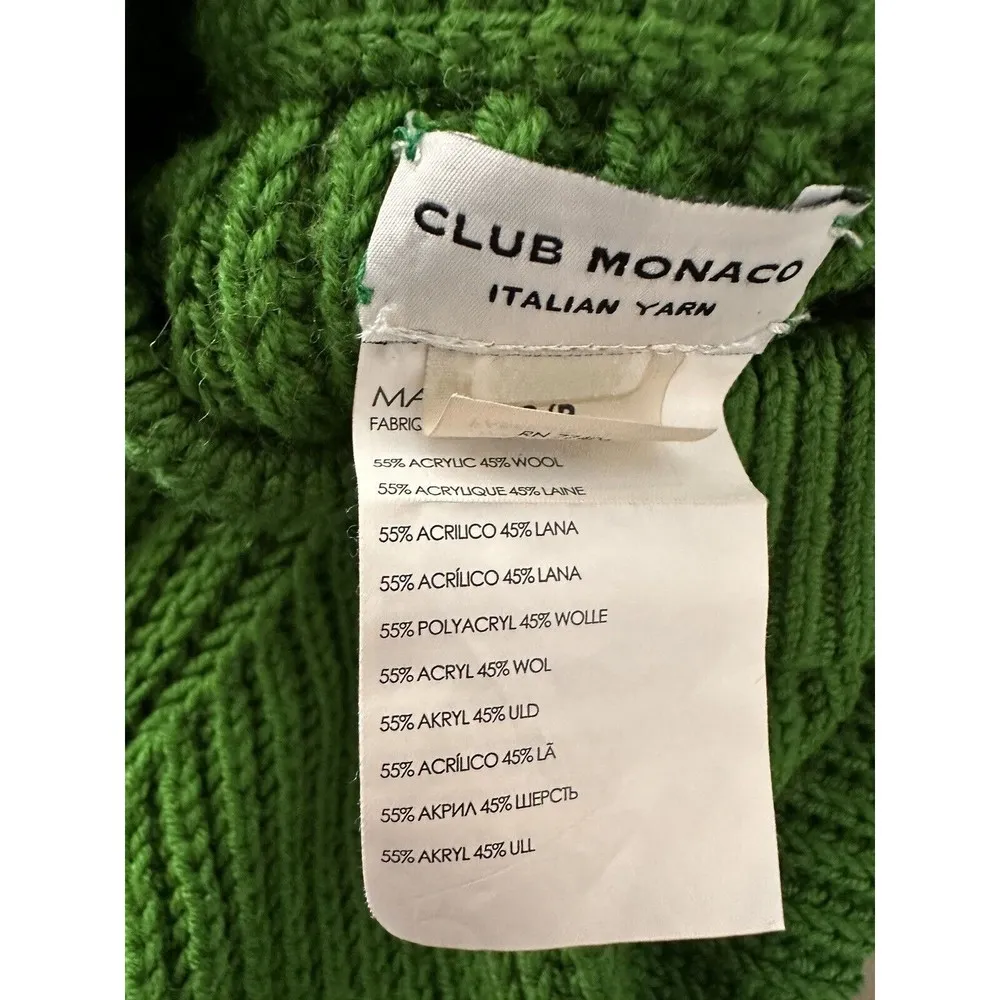 CLUB MONACO
ITALIAN YARN
55% ACRYLIC 45% WOOL
55% ACRYLIQUE 45% LAINE
55% ACRILICO 45% LANA
55% ACRÍLICO 45% LANA
55% POLYACRYL 45% WOLLE
55% ACRYL 45% WOL
55% AKRYL 45% ULD
55% ACRÍLICO 45% LÃ
55% АКРИЛ 45% ШЕРСТЬ
55% AKRYL 45% ULL